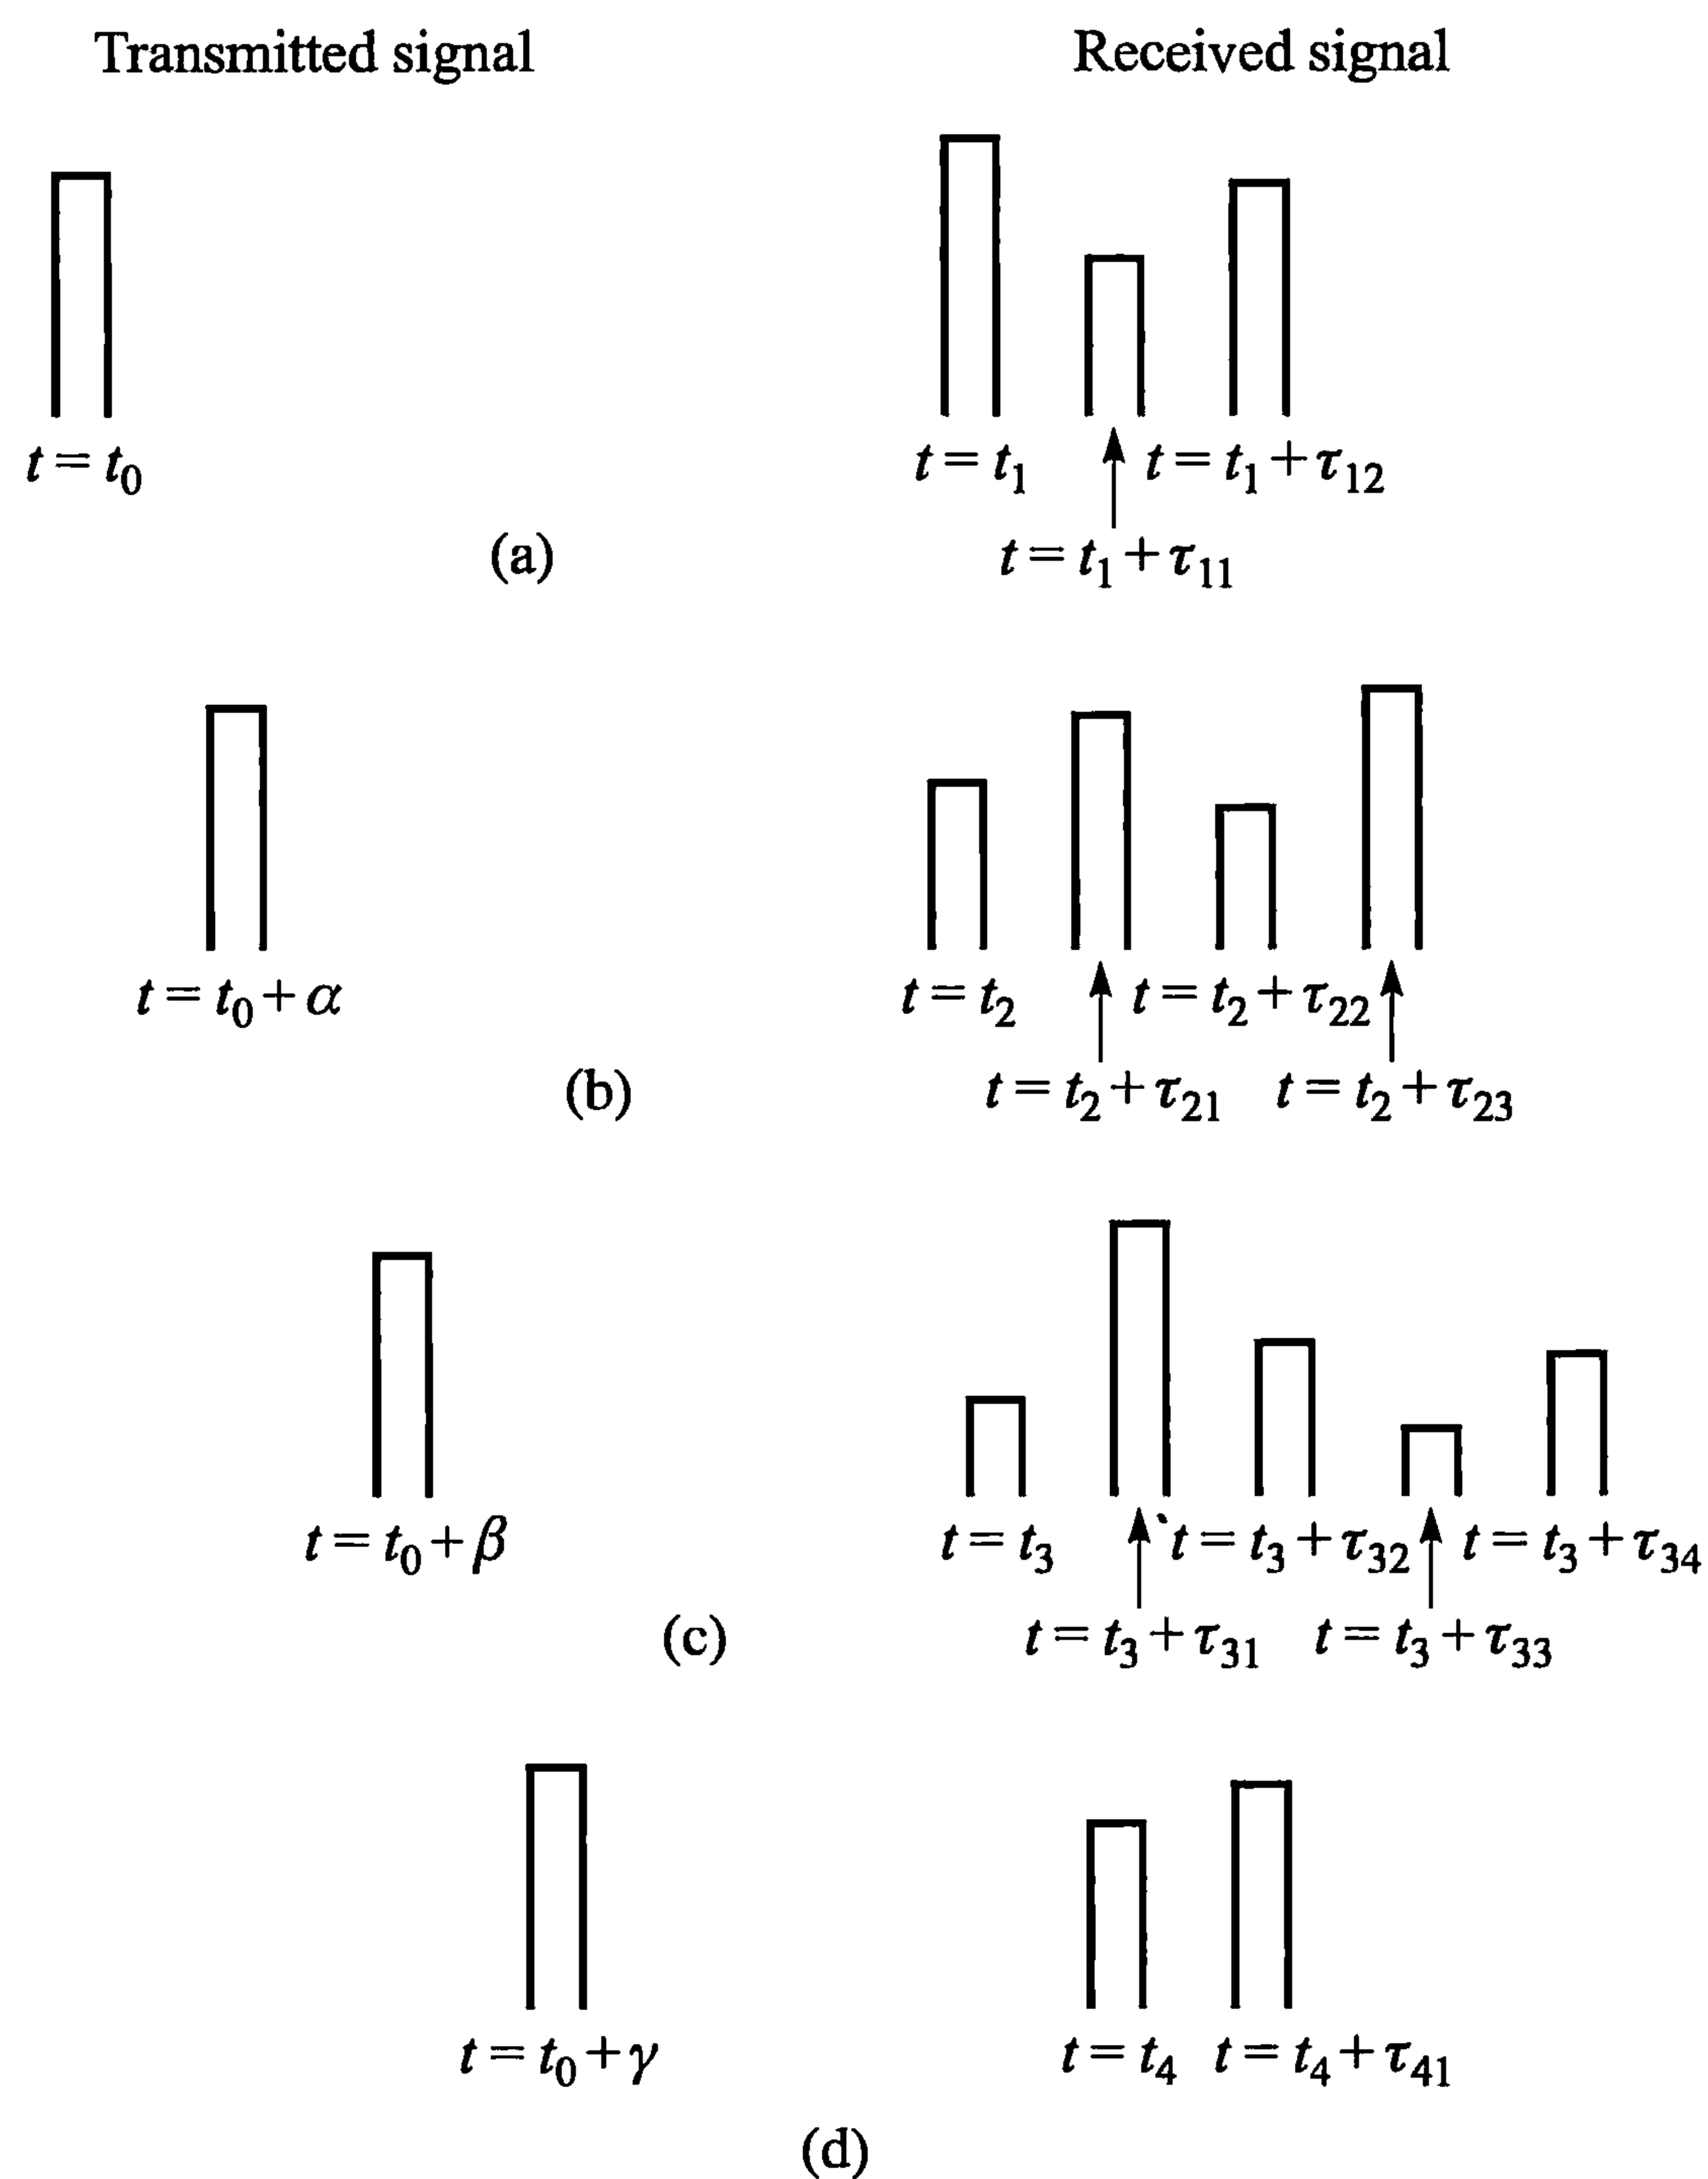 Transmitted signal Received signal
t = t₀ t = t₁ t = t₁ + τ₁₂
t = t₁ + τ₁₁
(a)
t = t₀ + α t = t₂ t = t₂ + τ₂₂
t = t₂ + τ₂₁ t = t₂ + τ₂₃
(b)
t = t₀ + β t = t₃ t = t₃ + τ₃₂ t = t₃ + τ₃₄
t = t₃ + τ₃₁ t = t₃ + τ₃₃
(c)
t = t₀ + γ t = t₄ t = t₄ + τ₄₁
(d)